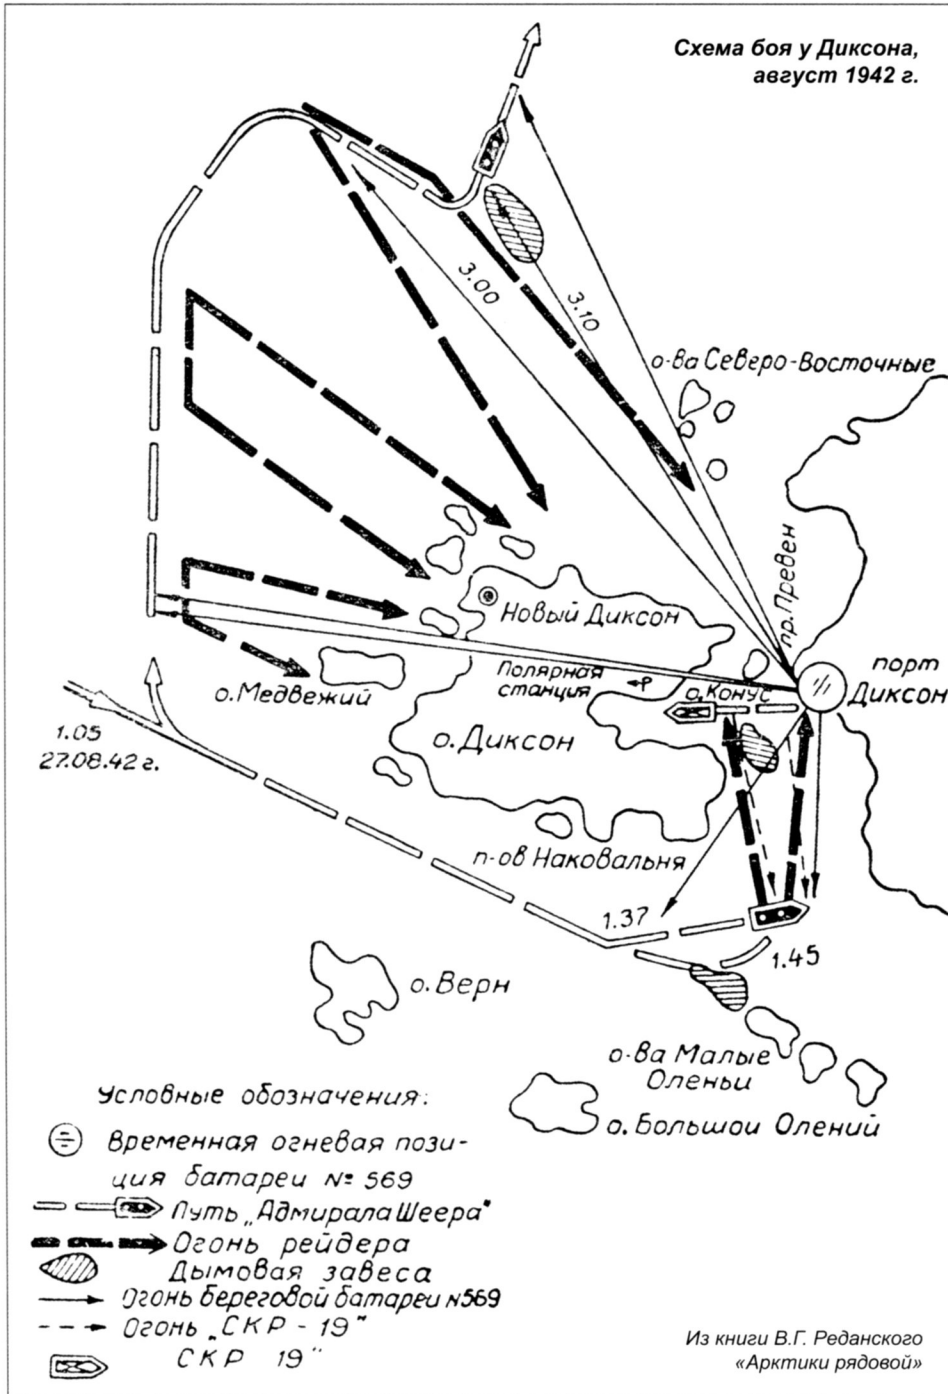 Схема боя у Диксона,
август 1942 г.
3.00
3.10
о-ва Северо-Восточные
пр. Превен
Новый Диксон
порт
Диксон
Полярная
станция
о. Конус
о. Медвежий
о. Диксон
1.05
27.08.42 г.
п-ов Наковальня
1.37
1.45
о. Верн
о-ва Малые
Оленьи
о. Большои Олений
Условные обозначения:
Временная огневая пози-
ция батареи № 569
Путь „Адмирала Шеера"
Огонь рейдера
Дымовая завеса
Огонь береговой батареи №569
Огонь „СКР-19"
СКР 19"
Из книги В.Г. Реданского
«Арктики рядовой»